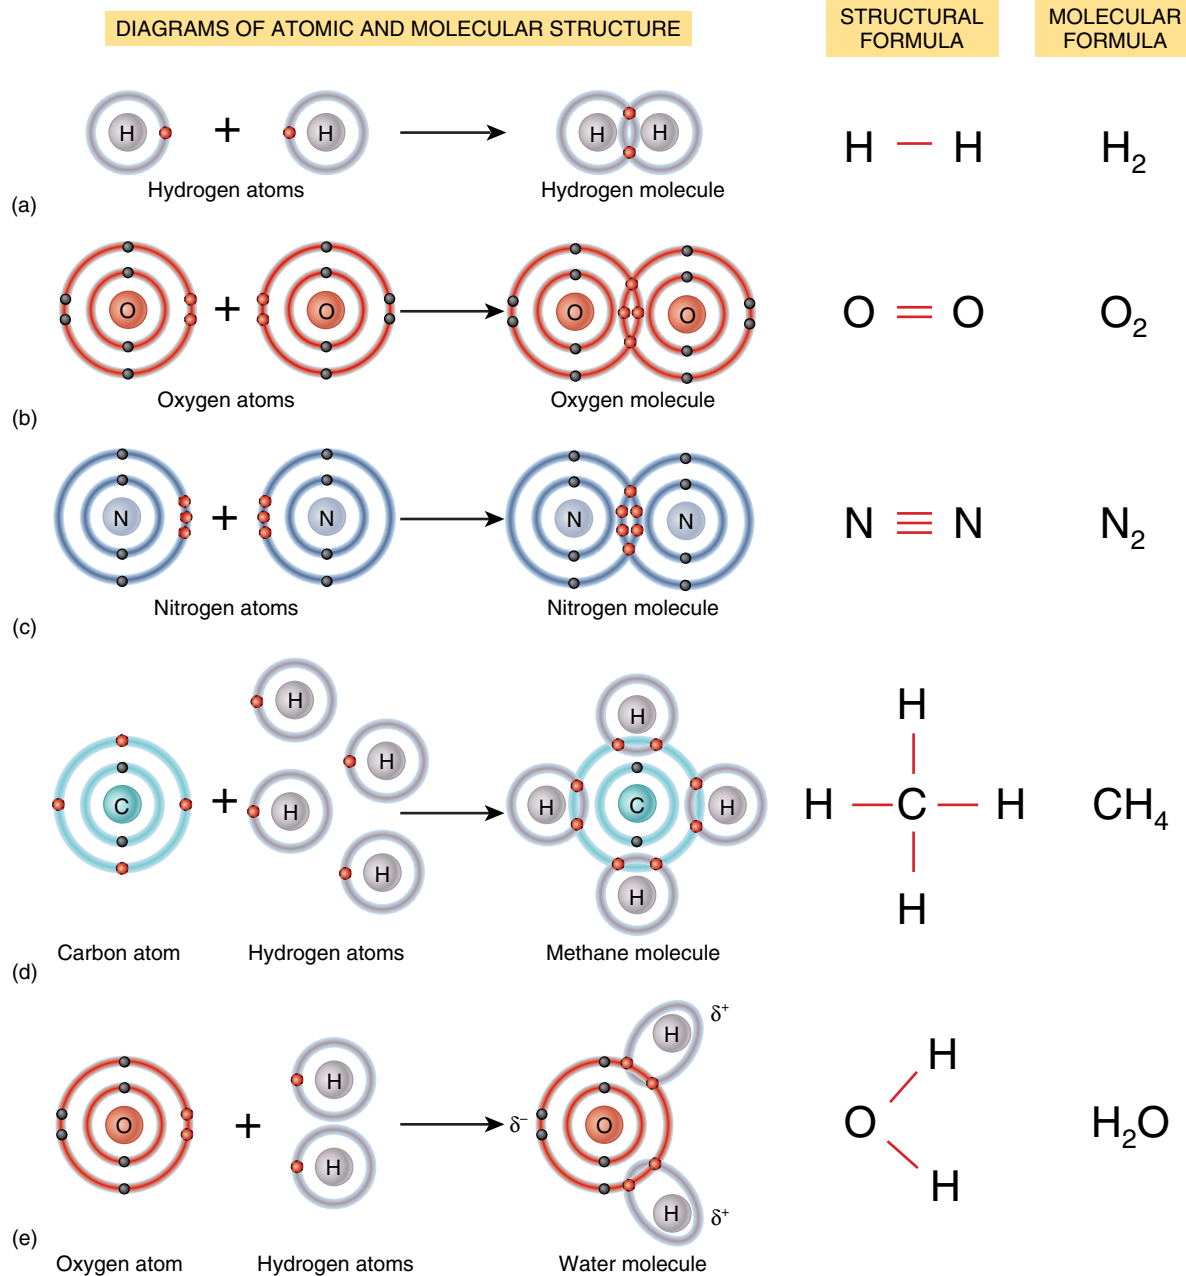 DIAGRAMS OF ATOMIC AND MOLECULAR STRUCTURE
STRUCTURAL
FORMULA
MOLECULAR
FORMULA
H + H H H H — H H₂
Hydrogen atoms Hydrogen molecule
(a)
O + O O O O = O O₂
Oxygen atoms Oxygen molecule
(b)
N + N N N N ≡ N N₂
Nitrogen atoms Nitrogen molecule
(c)
H
H
H
H
C +
H
H
C
H
H
H
H — C — H
H
CH₄
Carbon atom Hydrogen atoms Methane molecule
(d)
O +
H
H
δ⁻
O
H
δ⁺
H
δ⁺
H
O
H
H₂O
(e)
Oxygen atom Hydrogen atoms Water molecule